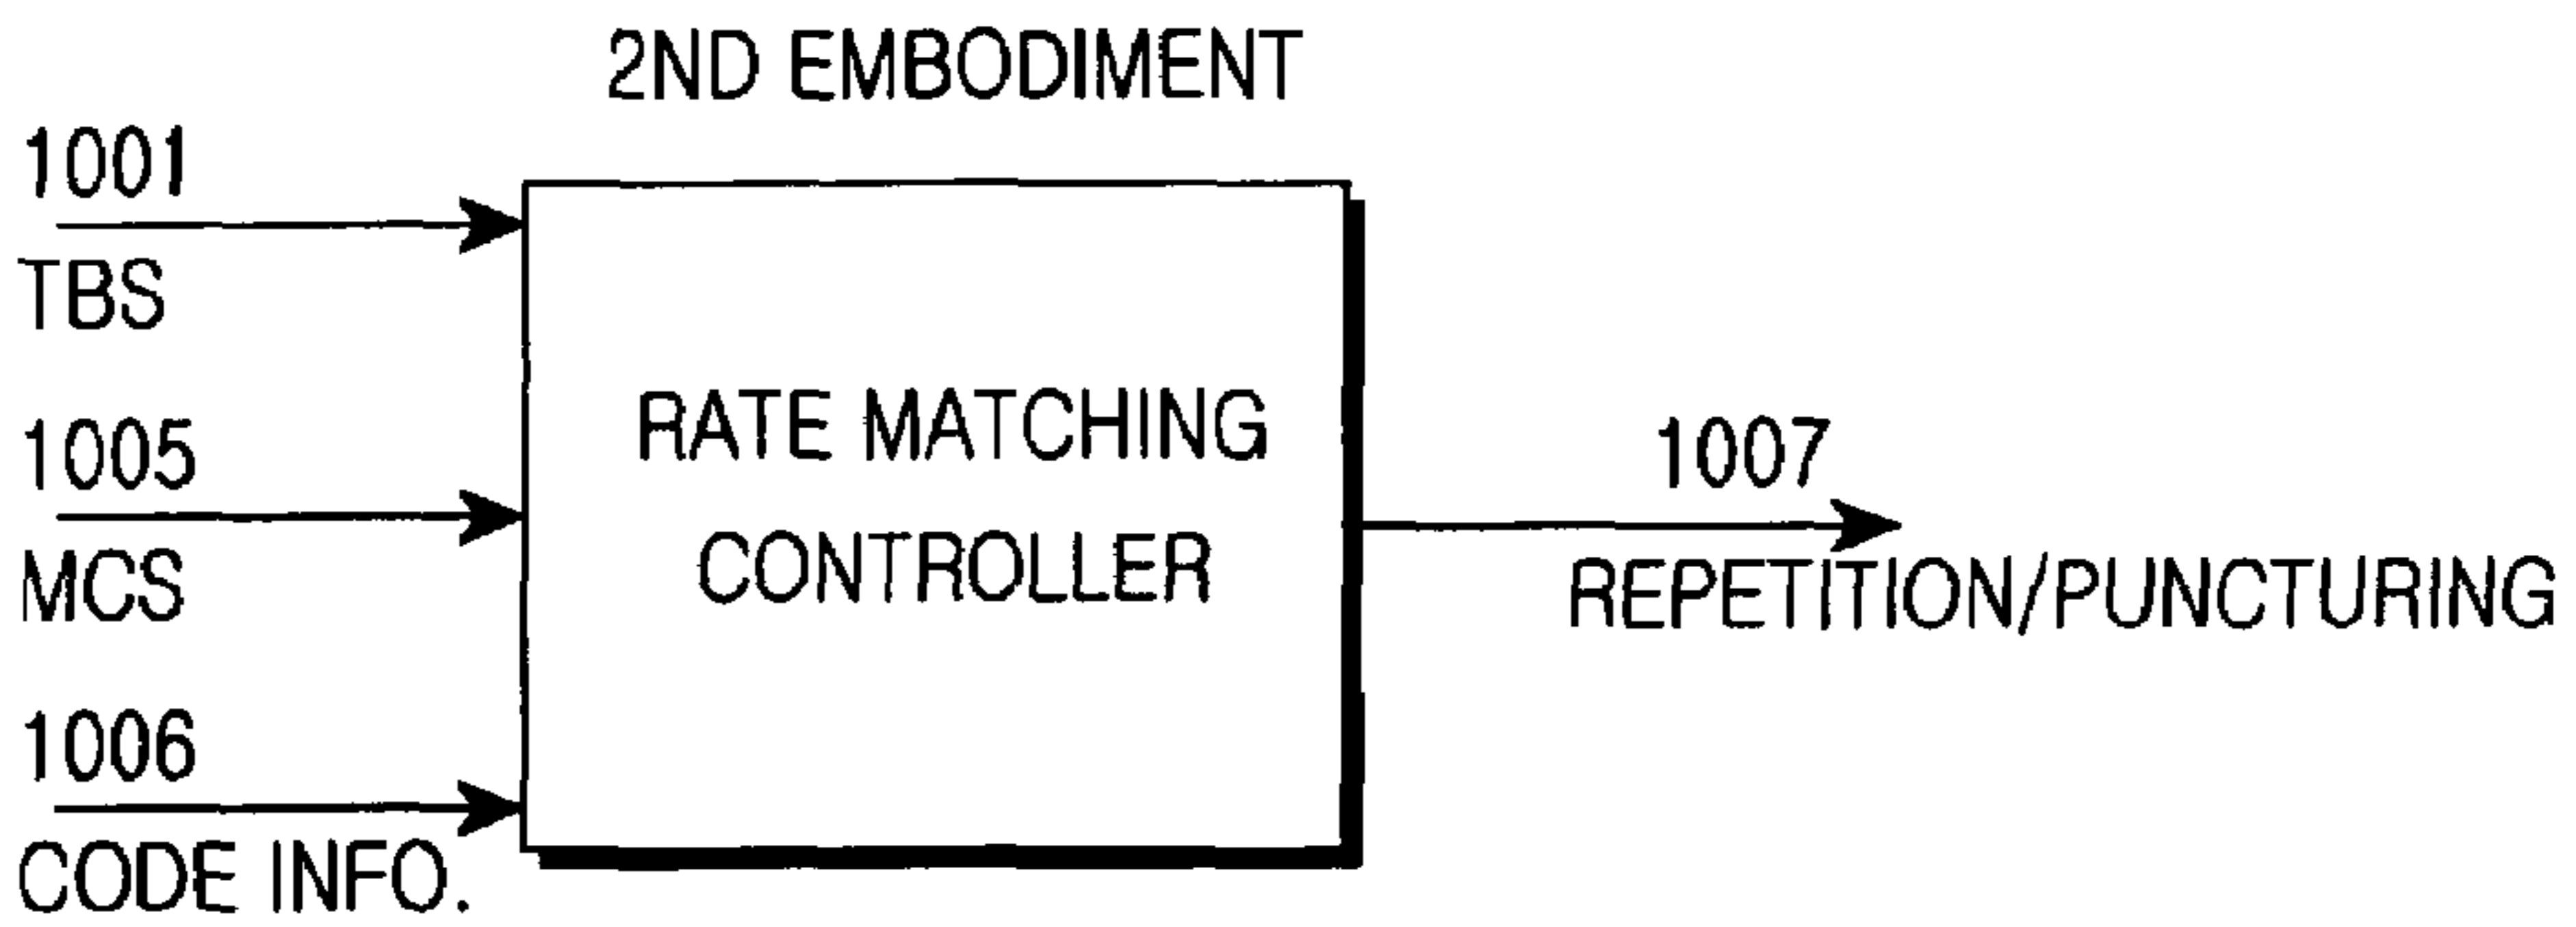 2ND EMBODIMENT
1001
TBS
1005
MCS
1006
CODE INFO.
RATE MATCHING
CONTROLLER
1007
REPETITION/PUNCTURING